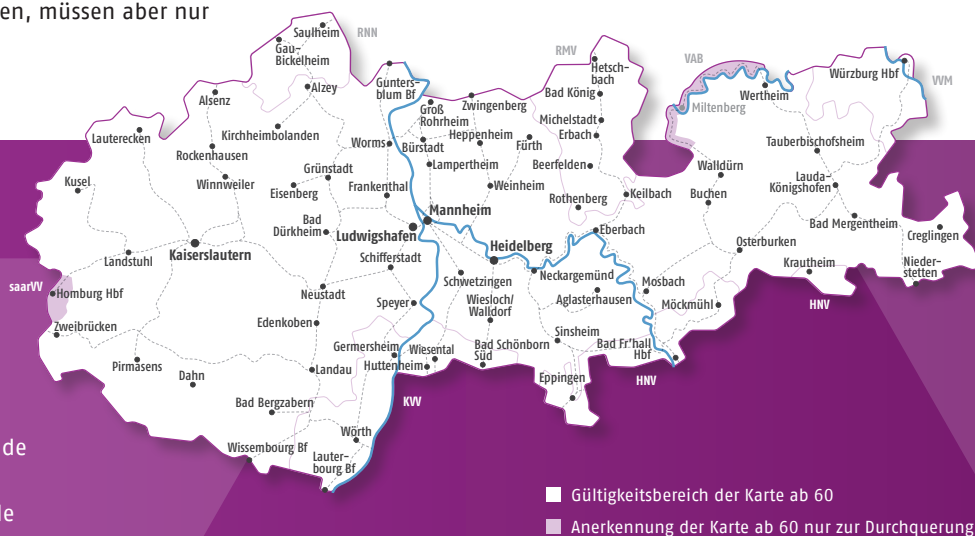 en, müssen aber nur
Saulheim
RNN
Gau-
Bickelheim
Alsenz
Alzey
Lauterecken
Kirchheimbolanden
Rockenhausen
Kusel
Winnweiler
Grünstadt
Eisenberg
Bad
Dürkheim
Landstuhl
Kaiserslautern
saarVV
Homburg Hbf
Zweibrücken
Pirmasens
Dahn
Neustadt
Edenkoben
Landau
Bad Bergzabern
Wissembourg Bf
Wörth
Lauter-
bourg Bf
Gunters-
blum Bf
Groß
Rohrheim
Zwingenberg
Worms
Bürstadt
Heppenheim
Fürth
Lampertheim
Frankenthal
Weinheim
Mannheim
Ludwigshafen
Schifferstadt
Heidelberg
Schwetzingen
Speyer
Wiesloch/
Walldorf
Germersheim
Wiesental
Huttenheim
Bad Schönborn
Süd
KVV
RMV
Hetsch-
bach
Bad König
Michelstadt
Erbach
Beerfelden
Rothenberg
Keilbach
Eberbach
Neckargemünd
Aglasterhausen
Mosbach
Sinsheim
Bad Fr'hall
Hbf
Eppingen
HNV
Möckmühl
VAB
Miltenberg
Wertheim
Würzburg Hbf
VVM
Tauberbischofsheim
Walldürn
Buchen
Lauda-
Königshofen
Bad Mergentheim
Osterburken
Krautheim
Creglingen
Nieder-
stetten
HNV
de
le
Gültigkeitsbereich der Karte ab 60
Anerkennung der Karte ab 60 nur zur Durchquerung